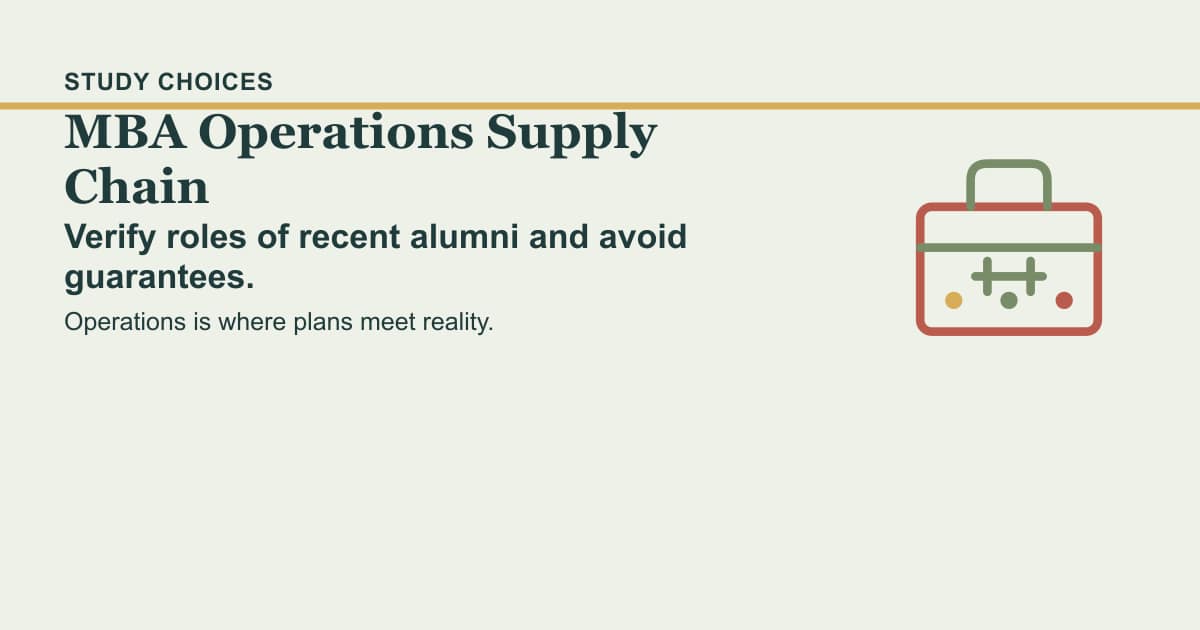 STUDY CHOICES
MBA Operations Supply
Chain
Verify roles of recent alumni and avoid
guarantees.
Operations is where plans meet reality.